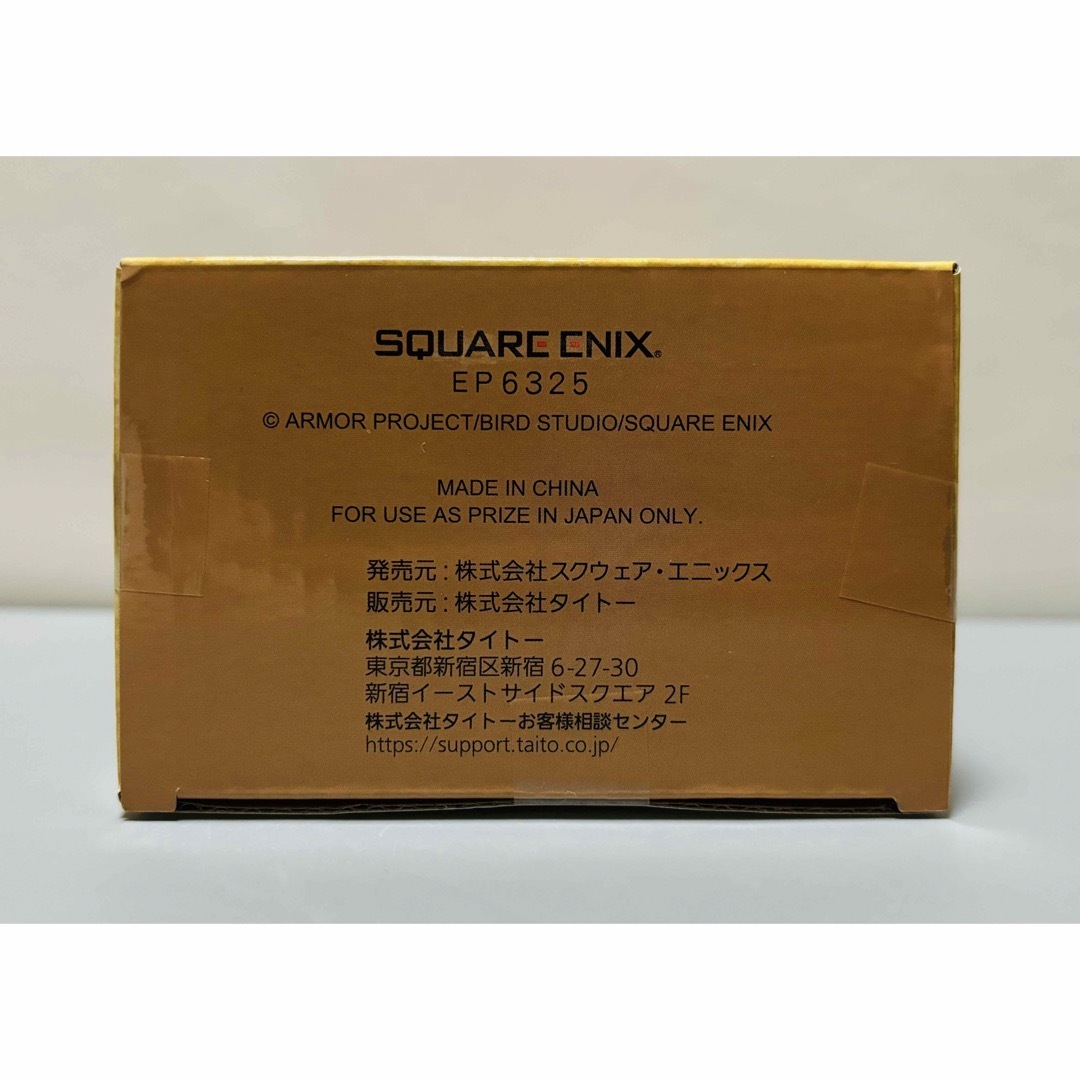 SQUARE ENIX®
EP6325
© ARMOR PROJECT/BIRD STUDIO/SQUARE ENIX
MADE IN CHINA
FOR USE AS PRIZE IN JAPAN ONLY.
発売元:株式会社スクウェア・エニックス
販売元:株式会社タイトー
株式会社タイトー
東京都新宿区新宿 6-27-30
新宿イーストサイドスクエア 2F
株式会社タイトーお客様相談センター
https://support.taito.co.jp/